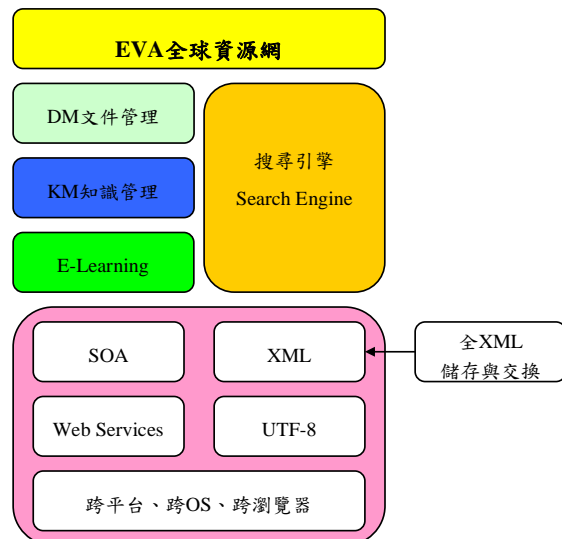 EVA全球資源網
DM文件管理
KM知識管理
E-Learning
搜尋引擎
Search Engine
SOA
XML
全XML
儲存與交換
Web Services
UTF-8
跨平台、跨OS、跨瀏覽器